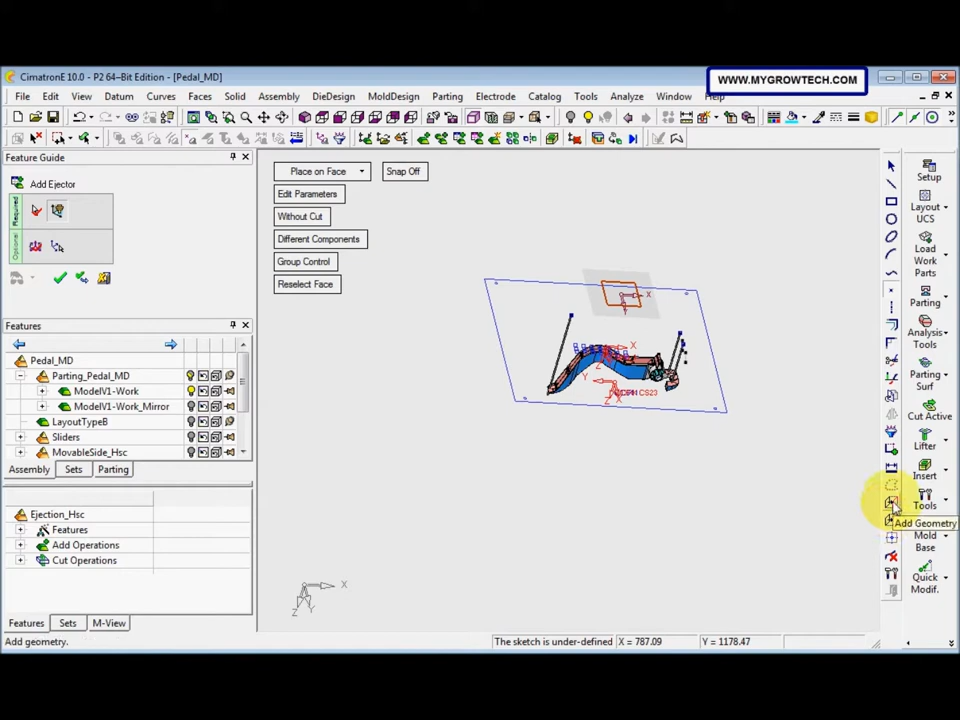 CimatronE 10.0 - P2 64-Bit Edition - [Pedal_MD]
WWW.MYGROWTECH.COM
File Edit View Datum Curves Faces Solid Assembly DieDesign MoldDesign Parting Electrode Catalog Tools Analyze Window Help
Feature Guide
Add Ejector
Required
Optional
Place on Face
Snap Off
Edit Parameters
Without Cut
Different Components
Group Control
Reselect Face
Features
Pedal_MD
Parting_Pedal_MD
ModelV1-Work
ModelV1-Work_Mirror
LayoutTypeB
Sliders
MovableSide_Hsc
Assembly Sets Parting
Ejection_Hsc
Features
Add Operations
Cut Operations
Features Sets M-View
X
X
Y
Z
CS23
X
Y
Z
Setup
Layout UCS
Load Work Parts
Parting
Analysis Tools
Parting Surf
Cut Active
Lifter
Insert
Tools
Add Geometry
Mold Base
Quick Modif.
Add geometry.
The sketch is under-defined
X = 787.09
Y = 1178.47